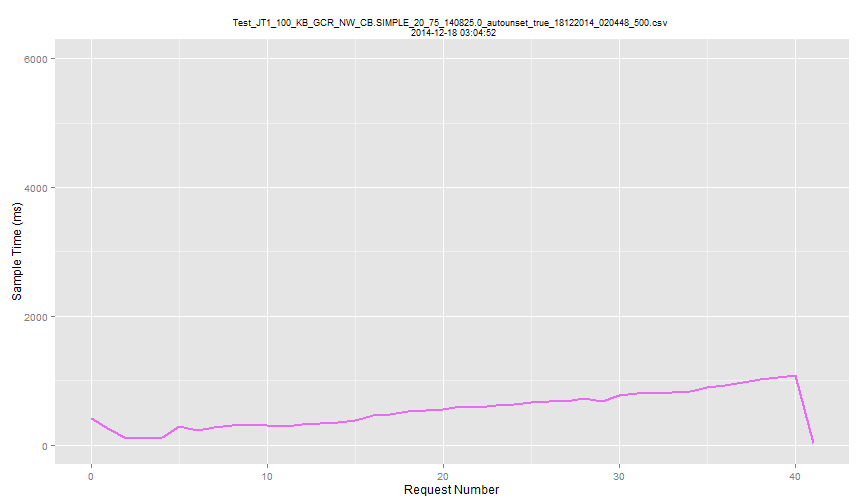 Test_JT1_100_KB_GCR_NW_CB.SIMPLE_20_75_140825.0_autounset_true_18122014_020448_500.csv
2014-12-18 03:04:52
6000
4000
2000
0
Sample Time (ms)
0 10 20 30 40
Request Number